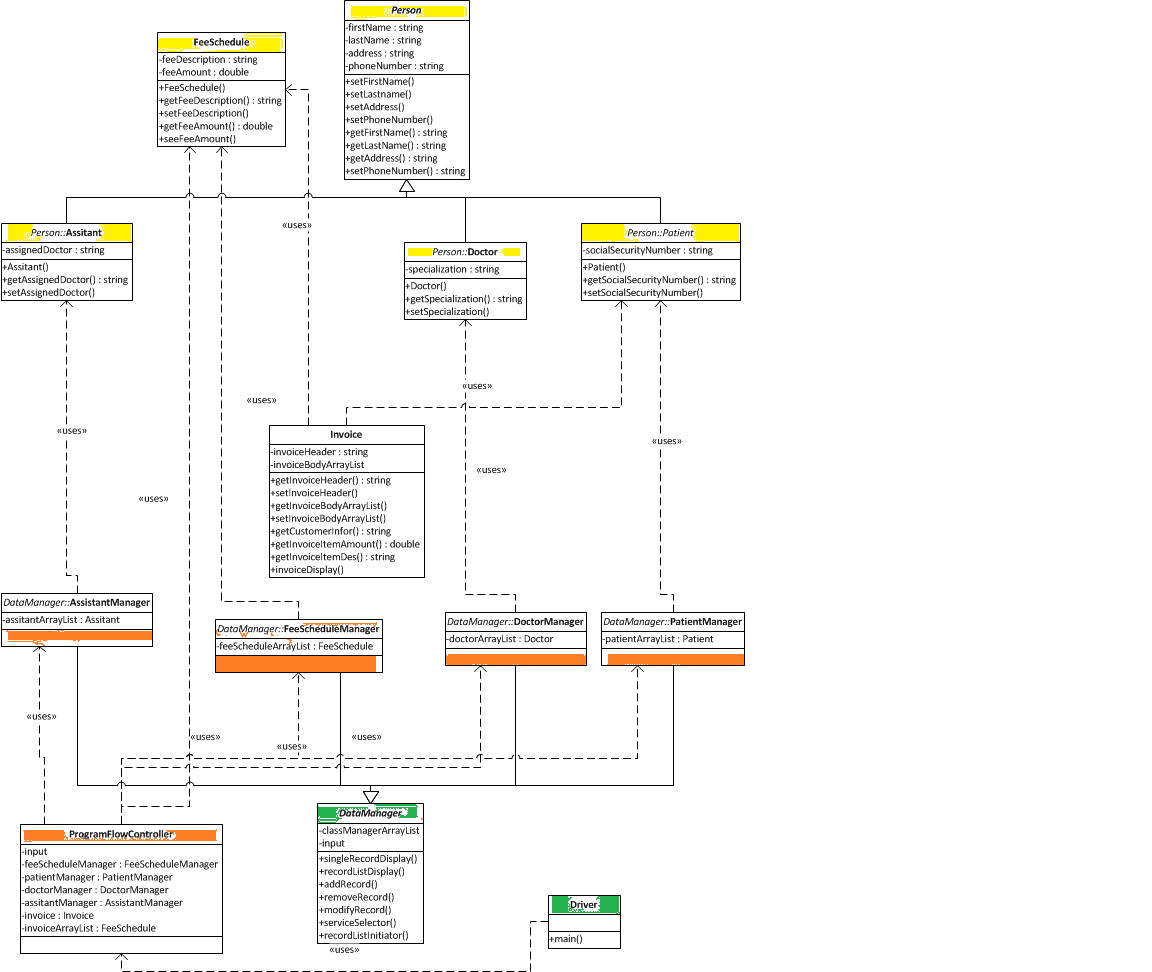 Person
-firstName : string
-lastName : string
-address : string
-phoneNumber : string
+setFirstName()
+setLastname()
+setAddress()
+setPhoneNumber()
+getFirstName() : string
+getLastName() : string
+getAddress() : string
+setPhoneNumber() : string
FeeSchedule
-feeDescription : string
-feeAmount : double
+FeeSchedule()
+getFeeDescription() : string
+setFeeDescription()
+getFeeAmount() : double
+seeFeeAmount()
«uses»
Person::Assitant
-assignedDoctor : string
+Assitant()
+getAssignedDoctor() : string
+setAssignedDoctor()
Person::Doctor
-specialization : string
+Doctor()
+getSpecialization() : string
+setSpecialization()
Person::Patient
-socialSecurityNumber : string
+Patient()
+getSocialSecurityNumber() : string
+setSocialSecurityNumber()
«uses»
«uses»
«uses»
«uses»
«uses»
«uses»
Invoice
-invoiceHeader : string
-invoiceBodyArrayList
+getInvoiceHeader() : string
+setInvoiceHeader()
+getInvoiceBodyArrayList()
+setInvoiceBodyArrayList()
+getCustomerInfor() : string
+getInvoiceItemAmount() : double
+getInvoiceItemDes() : string
+invoiceDisplay()
DataManager::AssistantManager
-assitantArrayList : Assitant
DataManager::FeeScheduleManager
-feeScheduleArrayList : FeeSchedule
DataManager::DoctorManager
-doctorArrayList : Doctor
DataManager::PatientManager
-patientArrayList : Patient
«uses»
«uses»
«uses»
«uses»
ProgramFlowController
-input
-feeScheduleManager : FeeScheduleManager
-patientManager : PatientManager
-doctorManager : DoctorManager
-assitantManager : AssistantManager
-invoice : Invoice
-invoiceArrayList : FeeSchedule
DataManager
-classManagerArrayList
-input
+singleRecordDisplay()
+recordListDisplay()
+addRecord()
+removeRecord()
+modifyRecord()
+serviceSelector()
+recordListInitiator()
«uses»
Driver
+main()